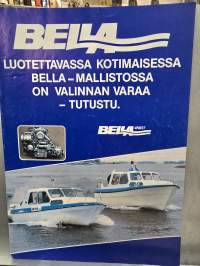 BELLA
LUOTETTAVASSA KOTIMAISESSA
BELLA-MALLISTOSSA
ON VALINNAN VARAA
- TUTUSTU.
BELLA